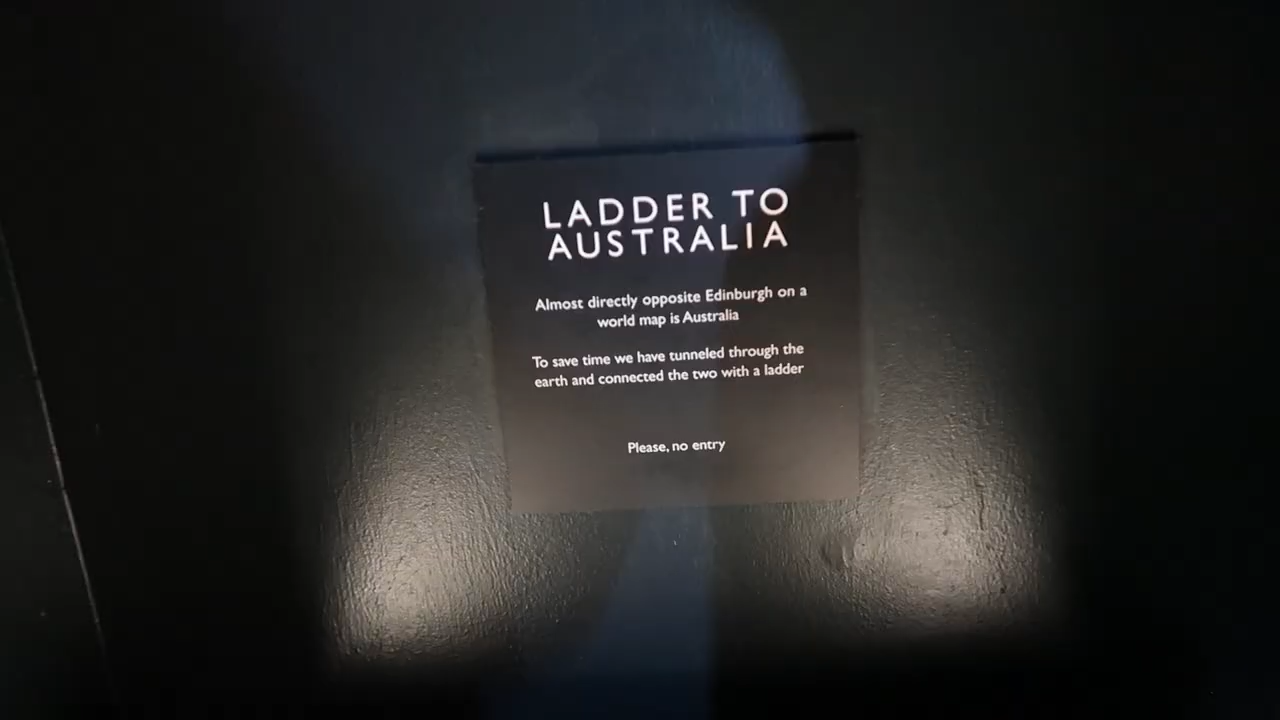 LADDER TO
AUSTRALIA
Almost directly opposite Edinburgh on a
world map is Australia
To save time we have tunneled through the
earth and connected the two with a ladder
Please, no entry